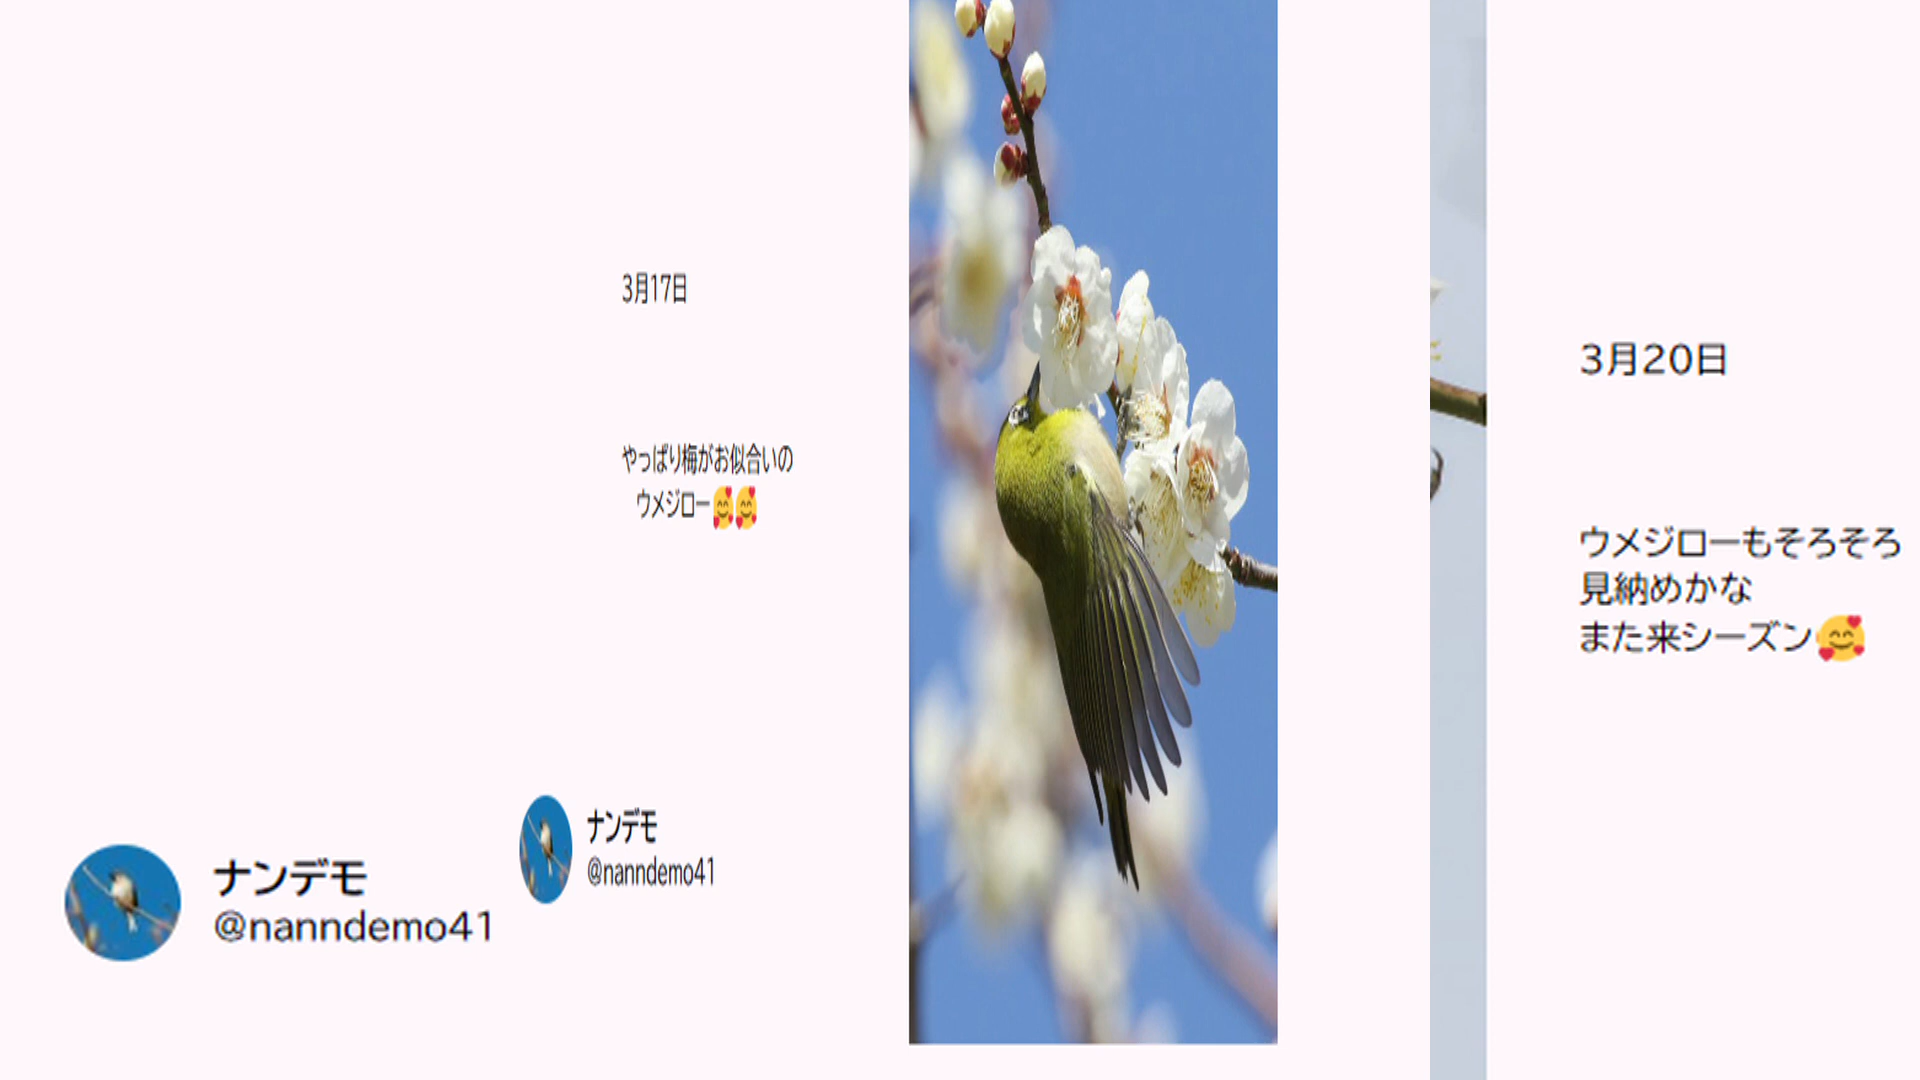 3月17日
やっぱり梅がお似合いの
ウメジロー🥰🥰
ナンデモ
@nanndemo41
ナンデモ
@nanndemo41
3月20日
ウメジローもそろそろ
見納めかな
また来シーズン🥰